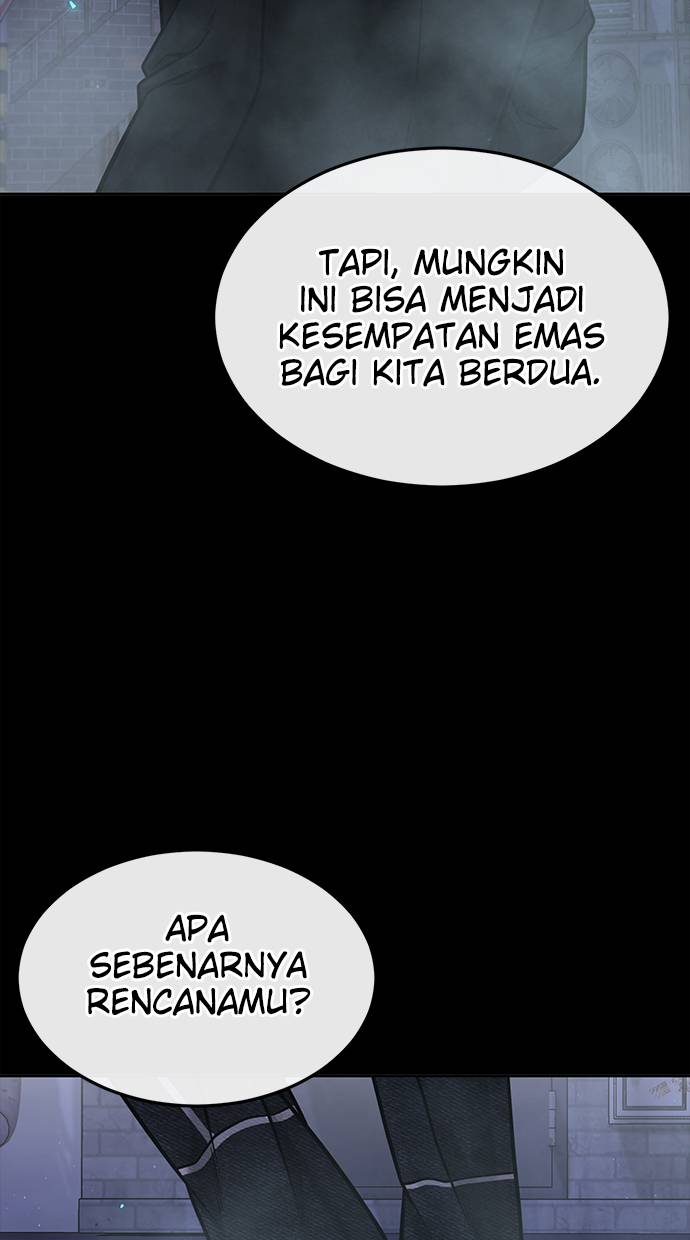 TAPI, MUNGKIN
INI BISA MENJADI
KESEMPATAN EMAS
BAGI KITA BERDUA.
APA
SEBENARNYA
RENCANAMU?